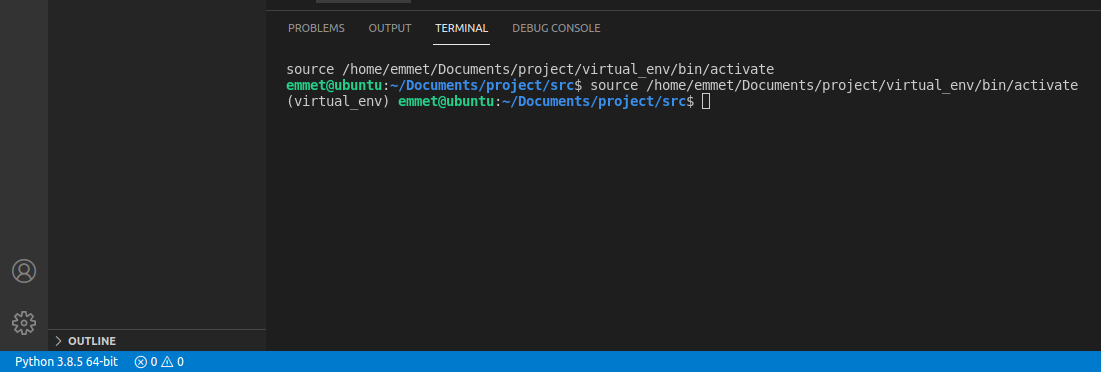 PROBLEMS OUTPUT TERMINAL DEBUG CONSOLE
source /home/emmet/Documents/project/virtual_env/bin/activate
emmet@ubuntu:~/Documents/project/src$ source /home/emmet/Documents/project/virtual_env/bin/activate
(virtual_env) emmet@ubuntu:~/Documents/project/src$
OUTLINE
Python 3.8.5 64-bit 0 0